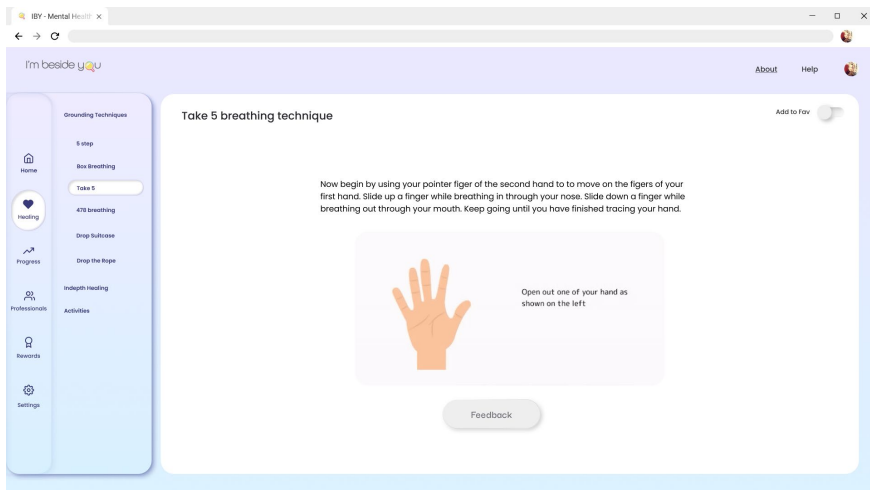 IBY - Mental Health
I'm beside you
About
Help
Grounding Techniques
5 step
Box Breathing
Take 5
478 breathing
Drop Suitcase
Drop the Rope
Indepth Healing
Activities
Home
Healing
Progress
Professionals
Rewards
Settings
Take 5 breathing technique
Add to Fav
Now begin by using your pointer figer of the second hand to to move on the figers of your
first hand. Slide up a finger while breathing in through your nose. Slide down a finger while
breathing out through your mouth. Keep going until you have finished tracing your hand.
Open out one of your hand as
shown on the left
Feedback